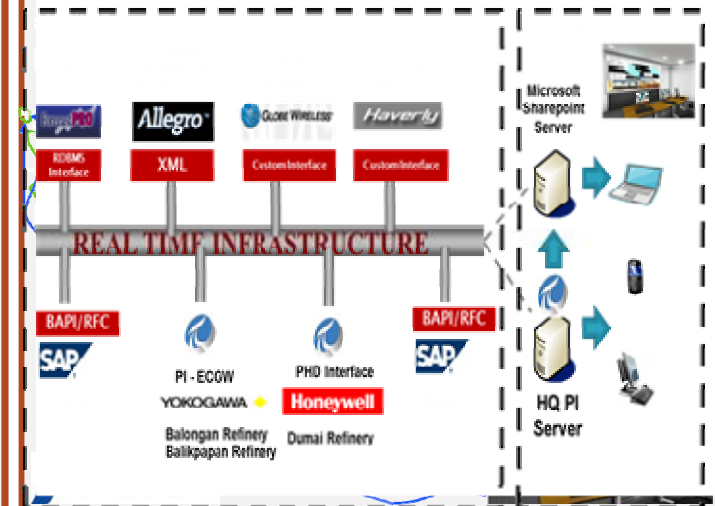 Allegro
GLOBE WIRELESS
Haverly
RDBMS
Interface
XML
Custom Interface
Custom Interface
REAL TIME INFRASTRUCTURE
BAPI/RFC
SAP
PI - ECGW
YOKOGAWA
Balongan Refinery
Balikpapan Refinery
PHD Interface
Honeywell
Dumai Refinery
BAPI/RFC
SAP
Microsoft
Sharepoint
Server
HQ PI
Server